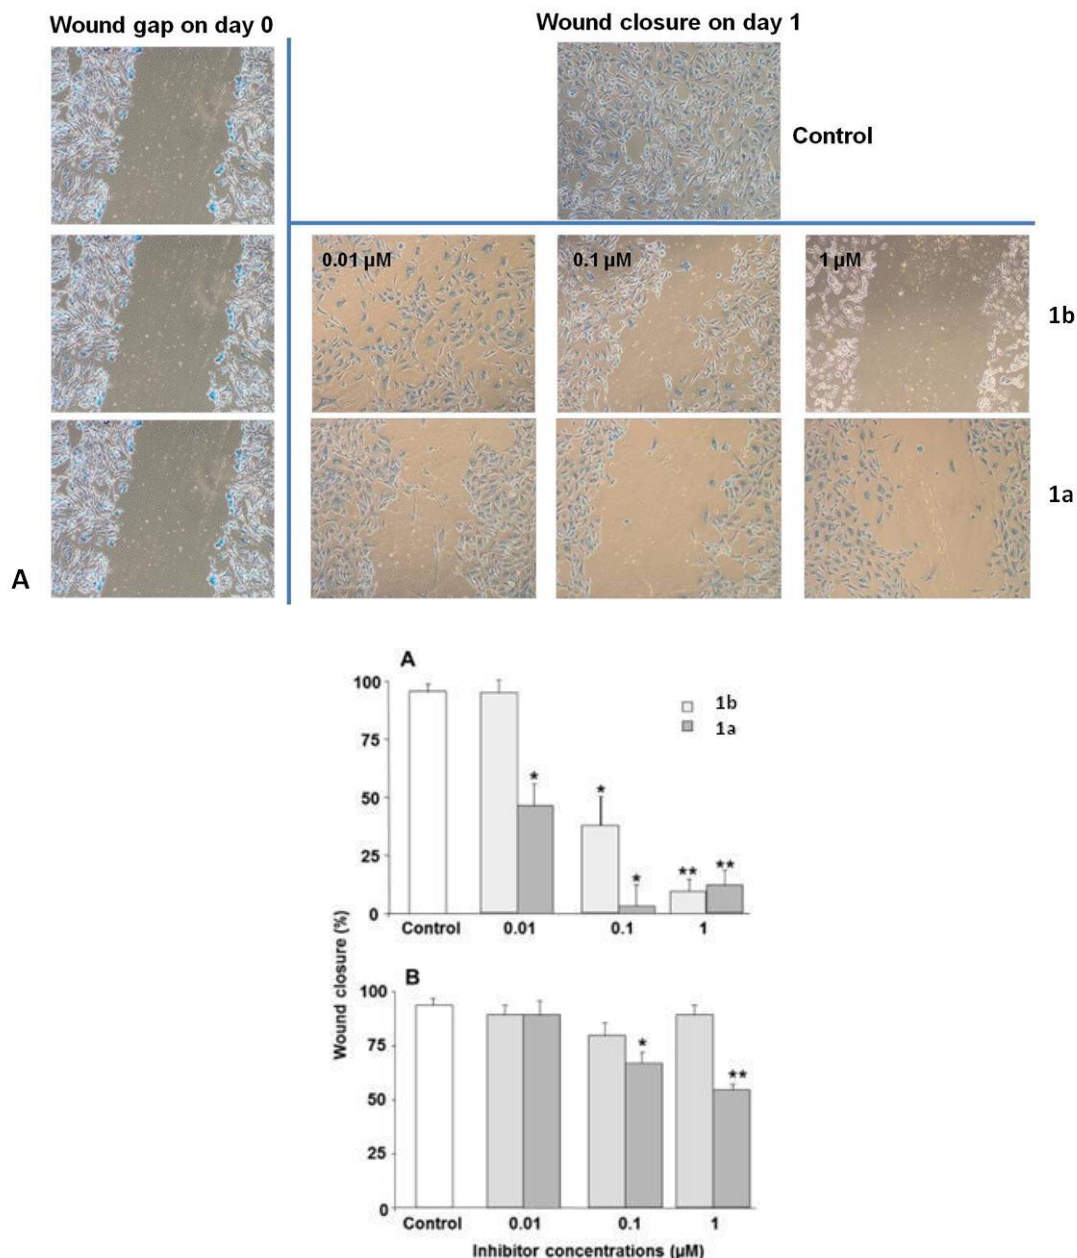 Wound gap on day 0
Wound closure on day 1
Control
0.01 µM
0.1 µM
1 µM
1b
1a
A
A
100
75
50
25
0
1b
1a
*
*
*
**
**
Control
0.01
0.1
1
Wound closure (%)
B
100
75
50
25
0
*
**
Control
0.01
0.1
1
Inhibitor concentrations (µM)